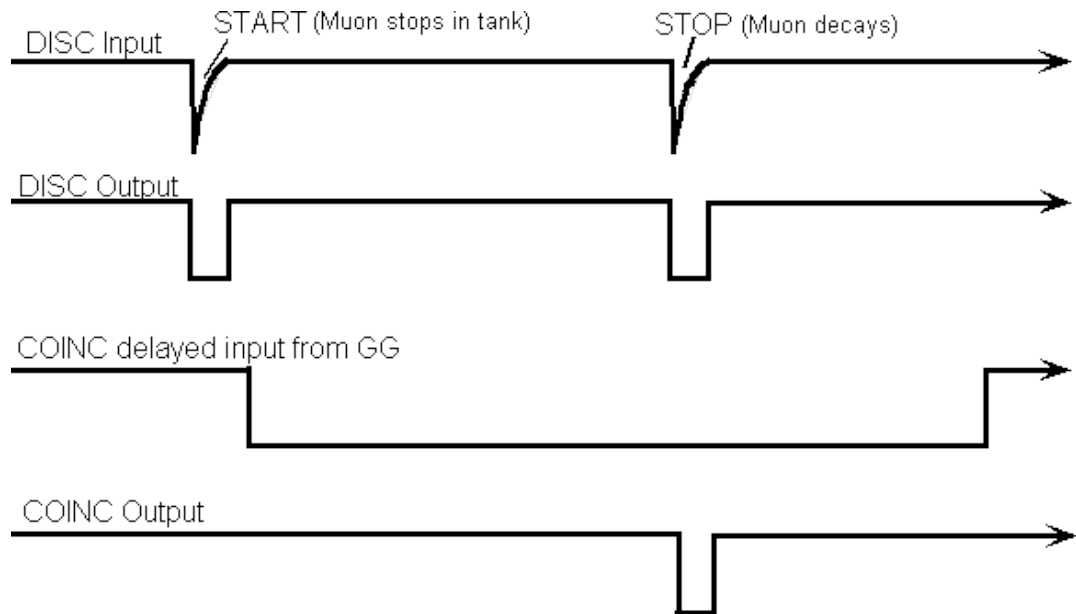 START (Muon stops in tank)
STOP (Muon decays)
DISC Input
DISC Output
COINC delayed input from GG
COINC Output